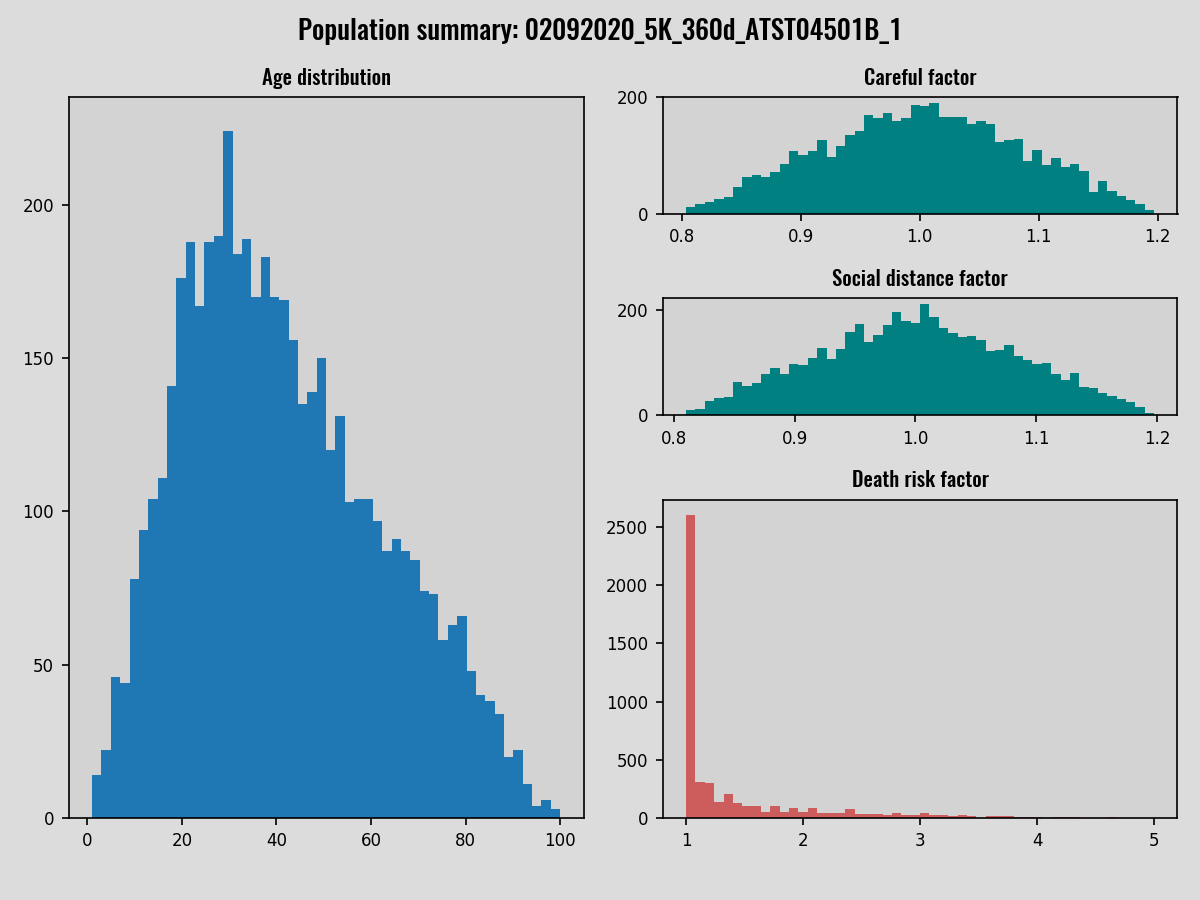 Population summary: 02092020_5K_360d_ATST04501B_1
Age distribution
200
150
100
50
0
0 20 40 60 80 100
Careful factor
200
0
0.8 0.9 1.0 1.1 1.2
Social distance factor
200
0
0.8 0.9 1.0 1.1 1.2
Death risk factor
2500
2000
1500
1000
500
0
1 2 3 4 5